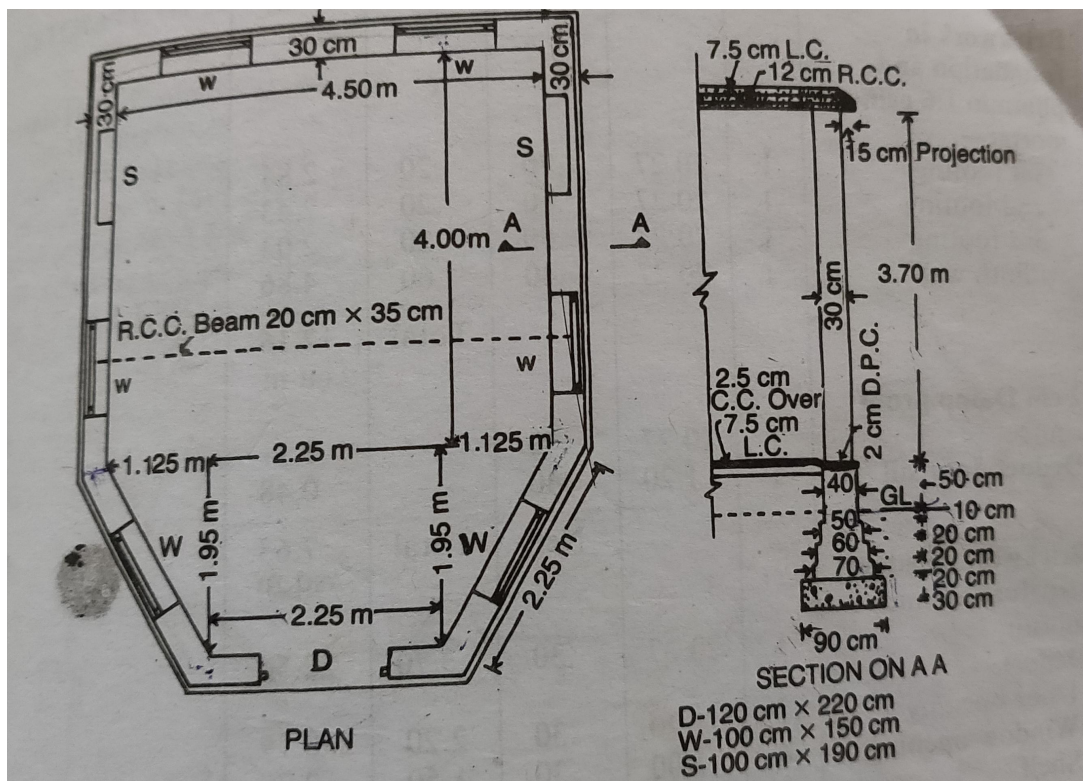 30 cm
30 cm
30 cm
W
W
4.50 m
S
S
4.00m
A
A
R.C.C. Beam 20 cm × 35 cm
W
W
1.125 m
2.25 m
1.125 m
W
W
1.95 m
1.95 m
2.25 m
2.25 m
D
PLAN
7.5 cm L.C.
12 cm R.C.C.
15 cm Projection
3.70 m
30 cm
2 cm D.P.C.
2.5 cm
C.C. Over
7.5 cm
L.C.
40
GL
50 cm
50
10 cm
60
20 cm
70
20 cm
20 cm
30 cm
90 cm
SECTION ON A A
D-120 cm × 220 cm
W-100 cm × 150 cm
S-100 cm × 190 cm